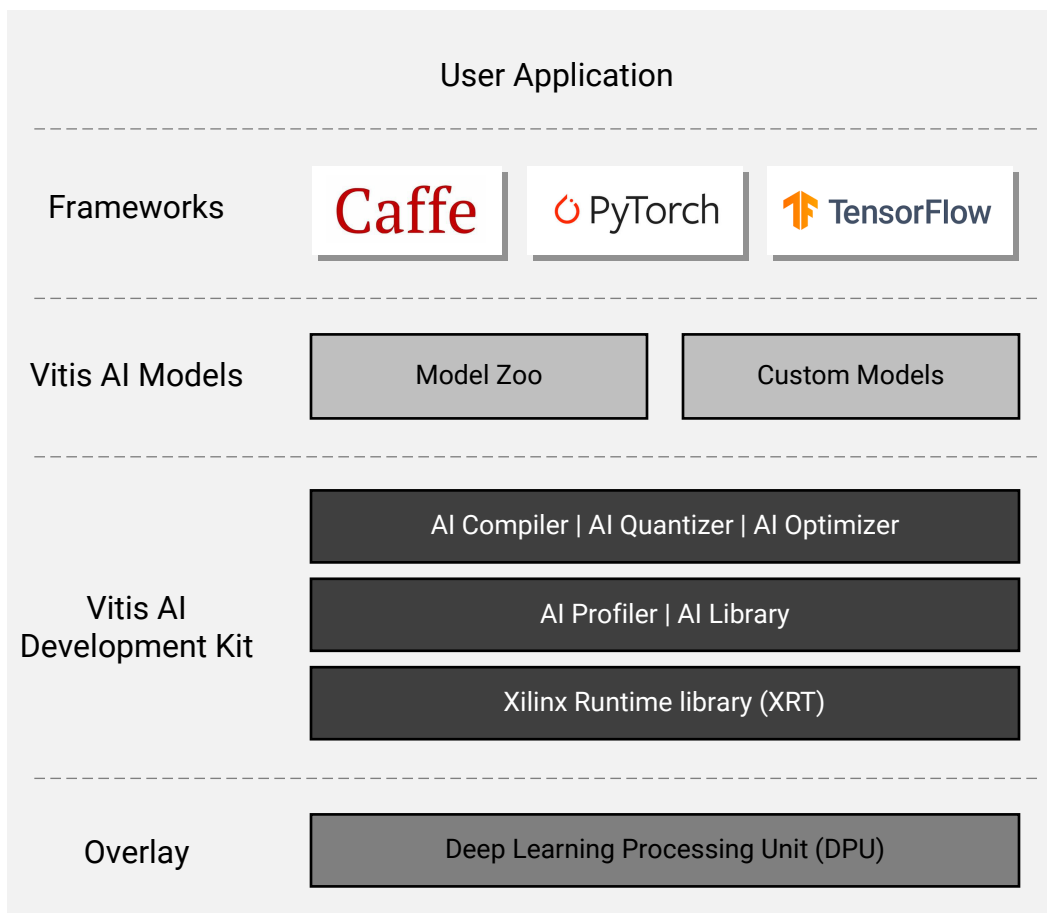 User Application
Frameworks
Caffe
PyTorch
TensorFlow
Vitis AI Models
Model Zoo
Custom Models
Vitis AI
Development Kit
AI Compiler | AI Quantizer | AI Optimizer
AI Profiler | AI Library
Xilinx Runtime library (XRT)
Overlay
Deep Learning Processing Unit (DPU)